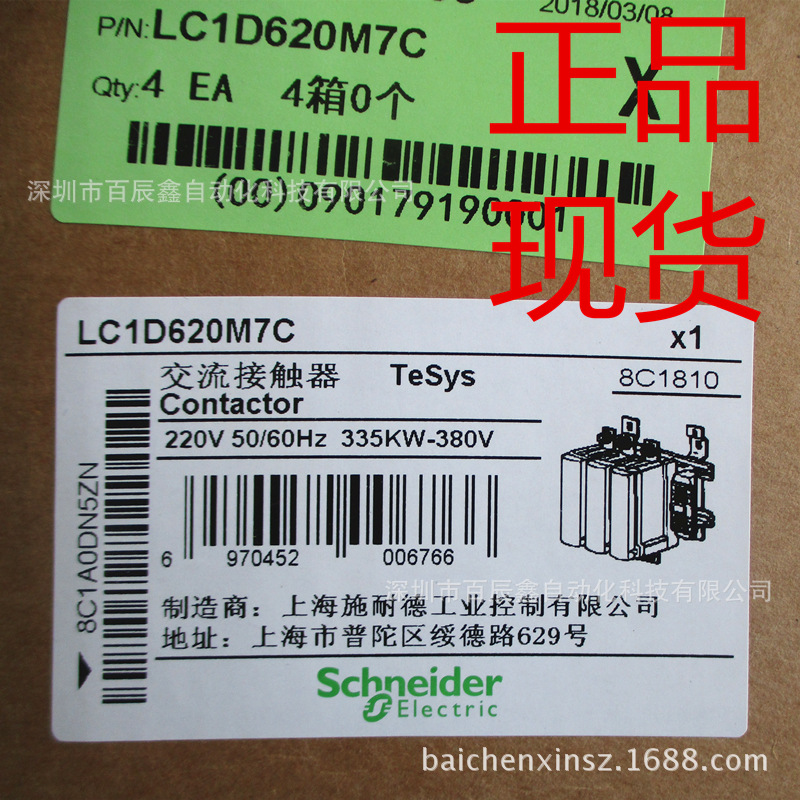 2018/03/08
P/N: LC1D620M7C
Qty: 4 EA 4箱0个
X
正品
现货
深圳市百辰鑫自动化科技有限公司
(00)090179190001
LC1D620M7C x1
交流接触器 TeSys 8C1810
Contactor
220V 50/60Hz 335KW-380V
8C1A0DN5ZN
6 970452 006766
深圳市百辰鑫自动化科技有限公司
制造商：上海施耐德工业控制有限公司
地址：上海市普陀区绥德路629号
Schneider
Electric
baichenxinsz.1688.com